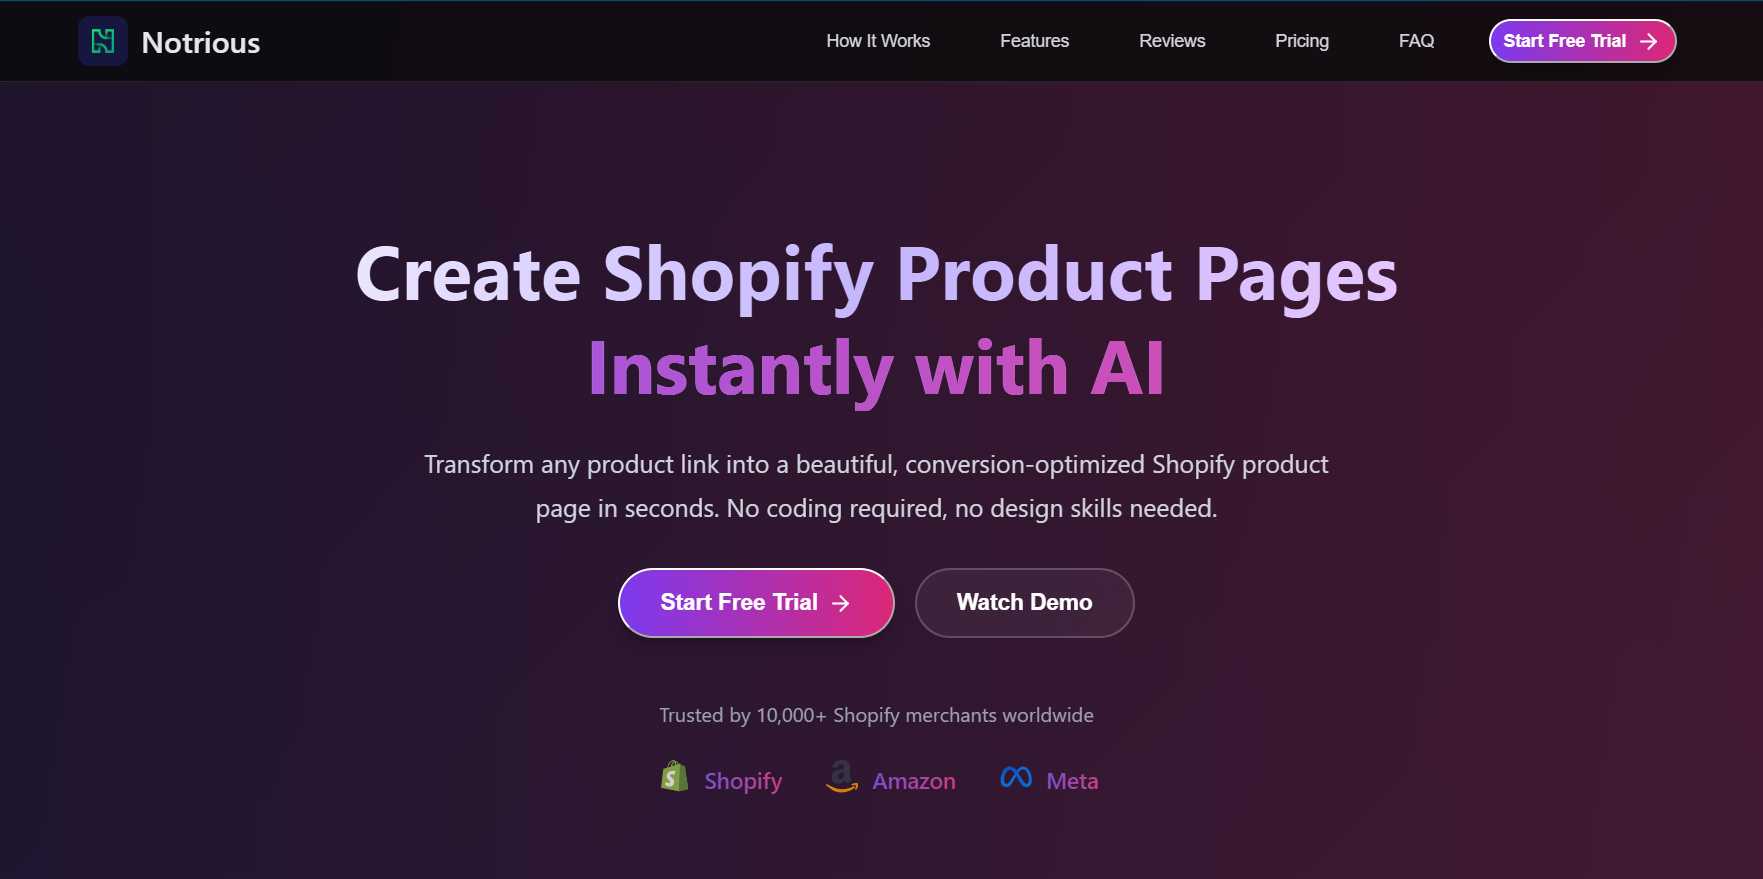 Notrious
How It Works
Features
Reviews
Pricing
FAQ
Start Free Trial
Create Shopify Product Pages
Instantly with AI
Transform any product link into a beautiful, conversion-optimized Shopify product
page in seconds. No coding required, no design skills needed.
Start Free Trial
Watch Demo
Trusted by 10,000+ Shopify merchants worldwide
Shopify
Amazon
Meta